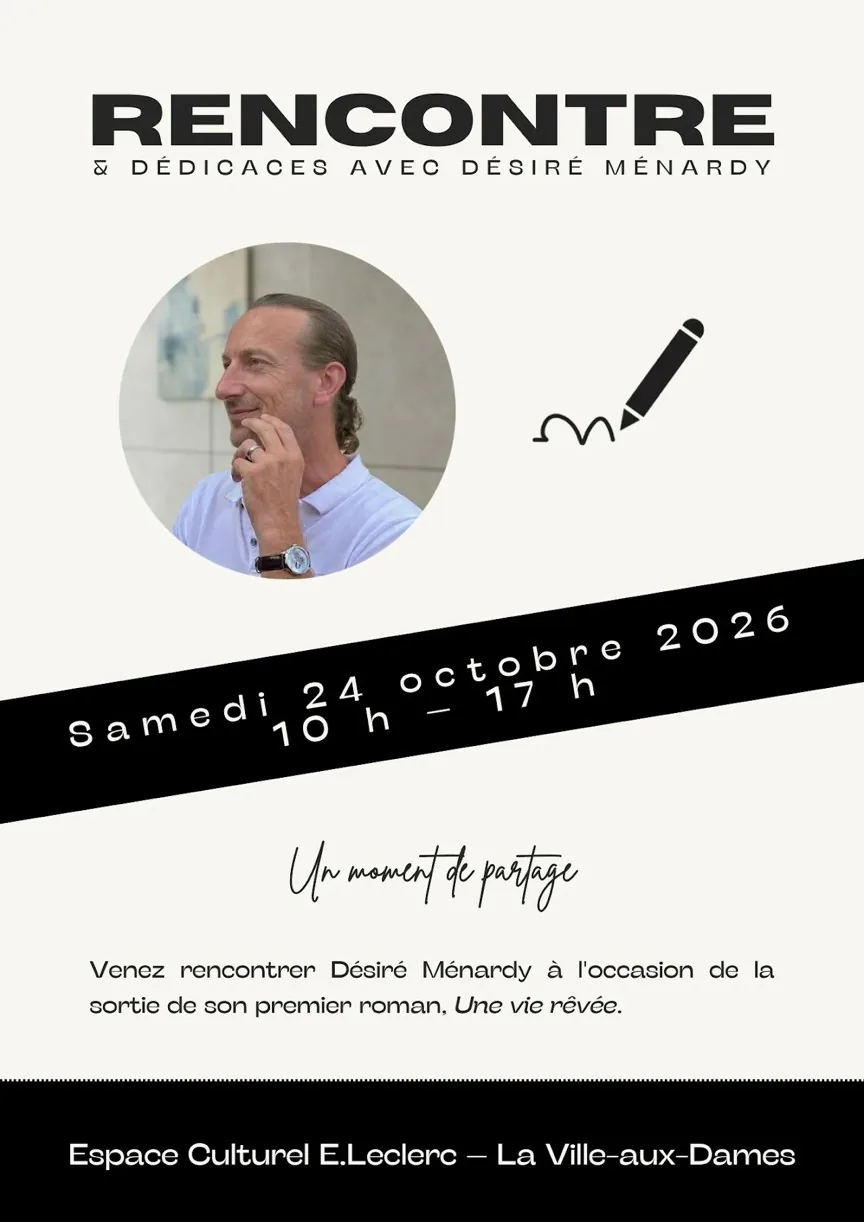 RENCONTRE
& DÉDICACES AVEC DÉSIRÉ MÉNARDY
Samedi 24 octobre 2026
10 h – 17 h
Un moment de partage
Venez rencontrer Désiré Ménardy à l'occasion de la
sortie de son premier roman, Une vie rêvée.
Espace Culturel E.Leclerc – La Ville-aux-Dames